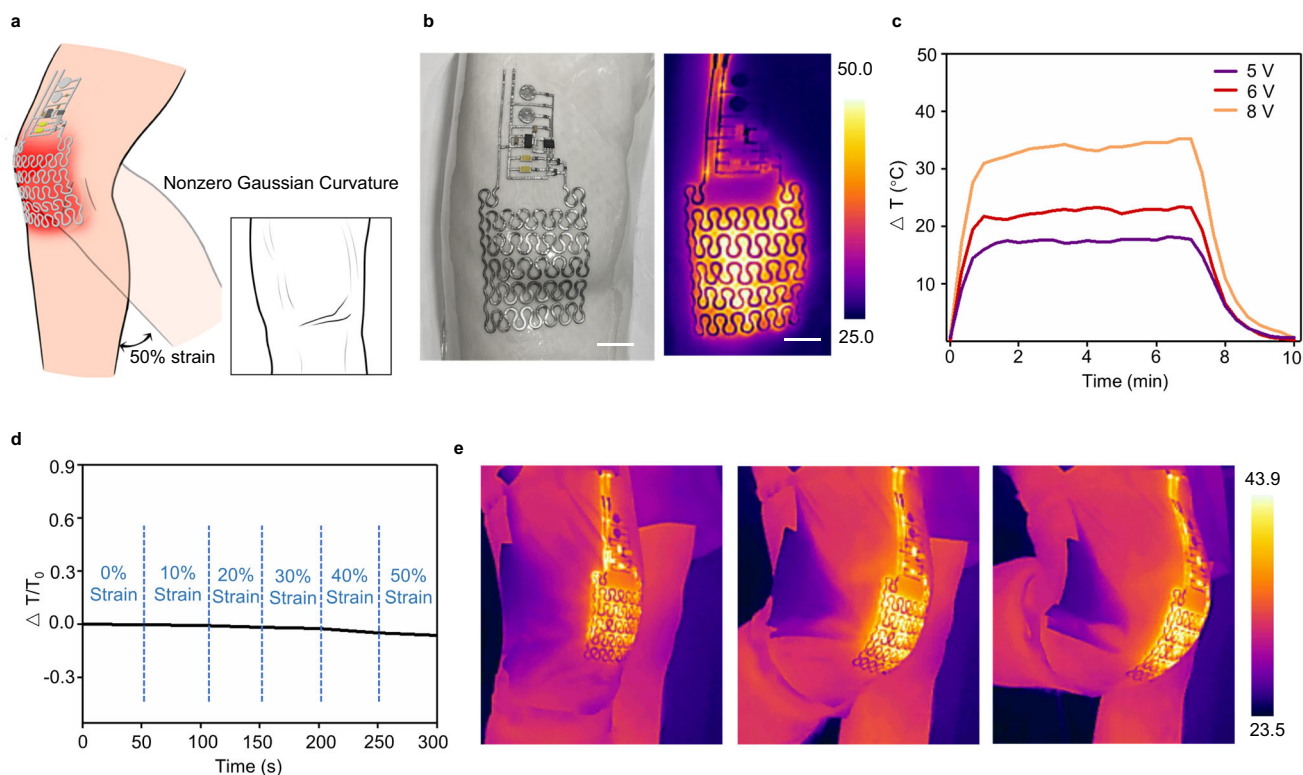 a
Nonzero Gaussian Curvature
50% strain
b
50.0
25.0
c
50
40
30
20
10
△ T (°C)
5 V
6 V
8 V
0
2
4
6
8
10
Time (min)
d
0.9
0.6
0.3
0.0
-0.3
△ T/T₀
0%
Strain
10%
Strain
20%
Strain
30%
Strain
40%
Strain
50%
Strain
0
50
100
150
200
250
300
Time (s)
e
43.9
23.5